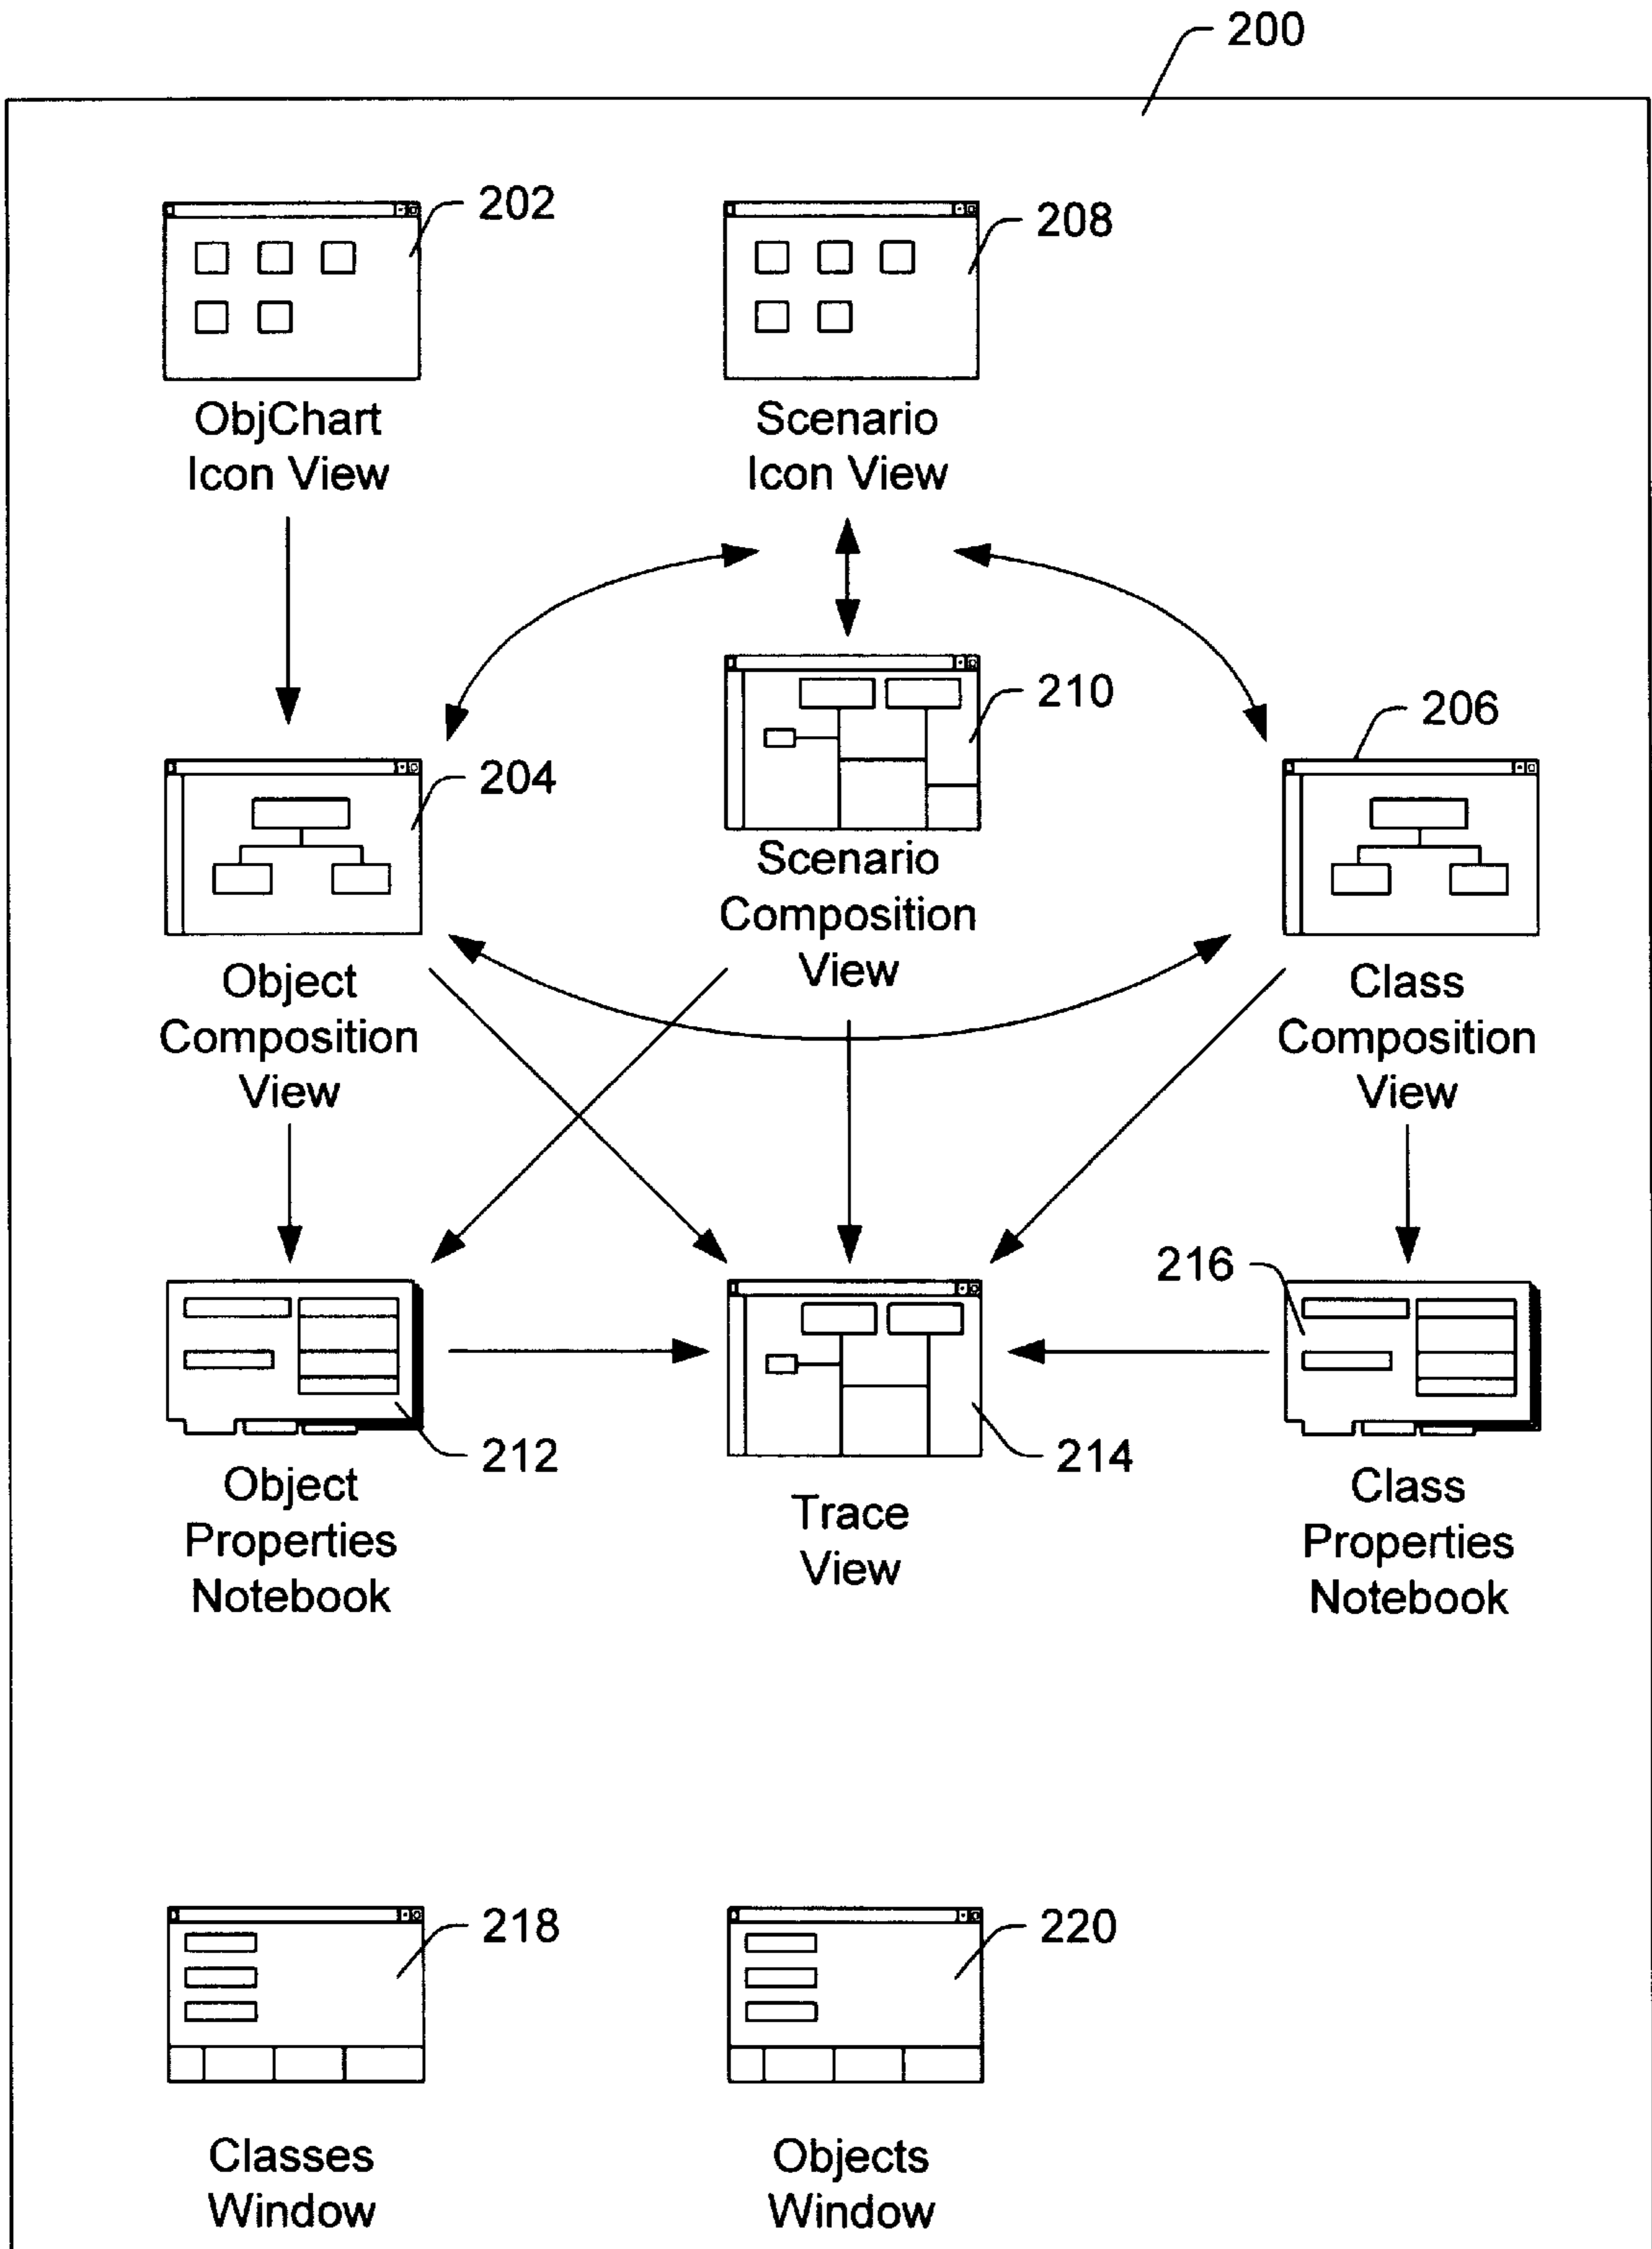 200
202
208
ObjChart
Icon View
Scenario
Icon View
210
206
204
Scenario
Composition
View
Object
Composition
View
Class
Composition
View
216
212
214
Object
Properties
Notebook
Trace
View
Class
Properties
Notebook
218
220
Classes
Window
Objects
Window